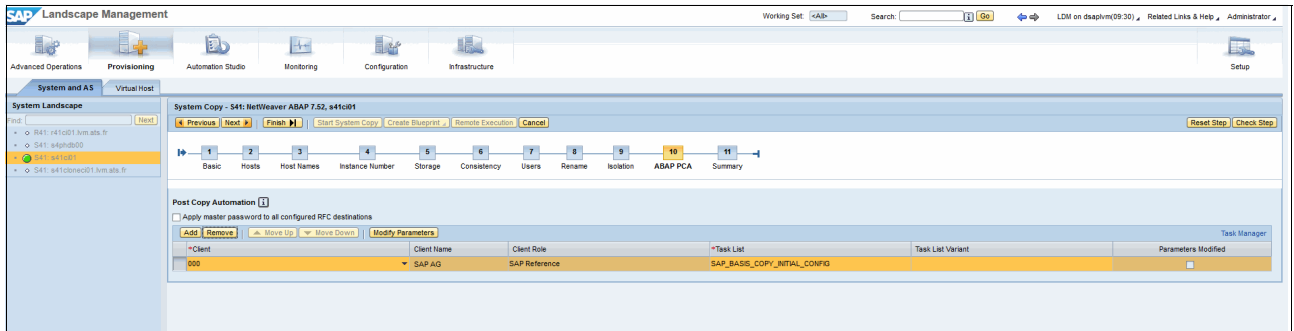 SAP Landscape Management
Working Set: <All> Search: Go LDM on dsaplvm(09:30) Related Links & Help Administrator
Advanced Operations Provisioning Automation Studio Monitoring Configuration Infrastructure Setup
System and AS Virtual Host
System Landscape
Find: Next
R41: r41ci01.lvm.ats.fr
S41: s4phdb00
S41: s41ci01
S41: s41cloneci01.lvm.ats.fr
System Copy - S41: NetWeaver ABAP 7.52, s41ci01
Previous Next Finish Start System Copy Create Blueprint Remote Execution Cancel Reset Step Check Step
1 2 3 4 5 6 7 8 9 10 11
Basic Hosts Host Names Instance Number Storage Consistency Users Rename Isolation ABAP PCA Summary
Post Copy Automation
Apply master password to all configured RFC destinations
Add Remove Move Up Move Down Modify Parameters Task Manager
*Client Client Name Client Role *Task List Task List Variant Parameters Modified
000 SAP AG SAP Reference SAP_BASIS_COPY_INITIAL_CONFIG